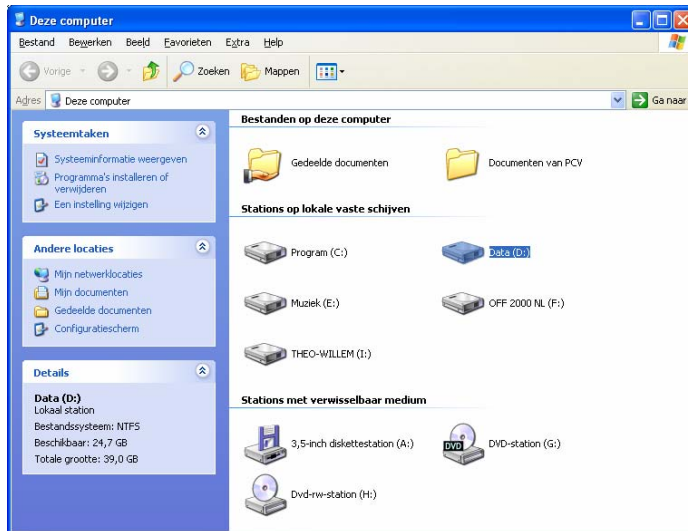 Deze computer
Bestand Bewerken Beeld Favorieten Extra Help
Vorige Zoeken Mappen
Adres Deze computer Ga naar
Systeemtaken
Systeeminformatie weergeven
Programma's installeren of
verwijderen
Een instelling wijzigen
Andere locaties
Mijn netwerklocaties
Mijn documenten
Gedeelde documenten
Configuratiescherm
Details
Data (D:)
Lokaal station
Bestandssysteem: NTFS
Beschikbaar: 24,7 GB
Totale grootte: 39,0 GB
Bestanden op deze computer
Gedeelde documenten Documenten van PCV
Stations op lokale vaste schijven
Program (C:) Data (D:)
Muziek (E:) OFF 2000 NL (F:)
THEO-WILLEM (I:)
Stations met verwisselbaar medium
3,5-inch diskettestation (A:) DVD DVD-station (G:)
Dvd-rw-station (H:)